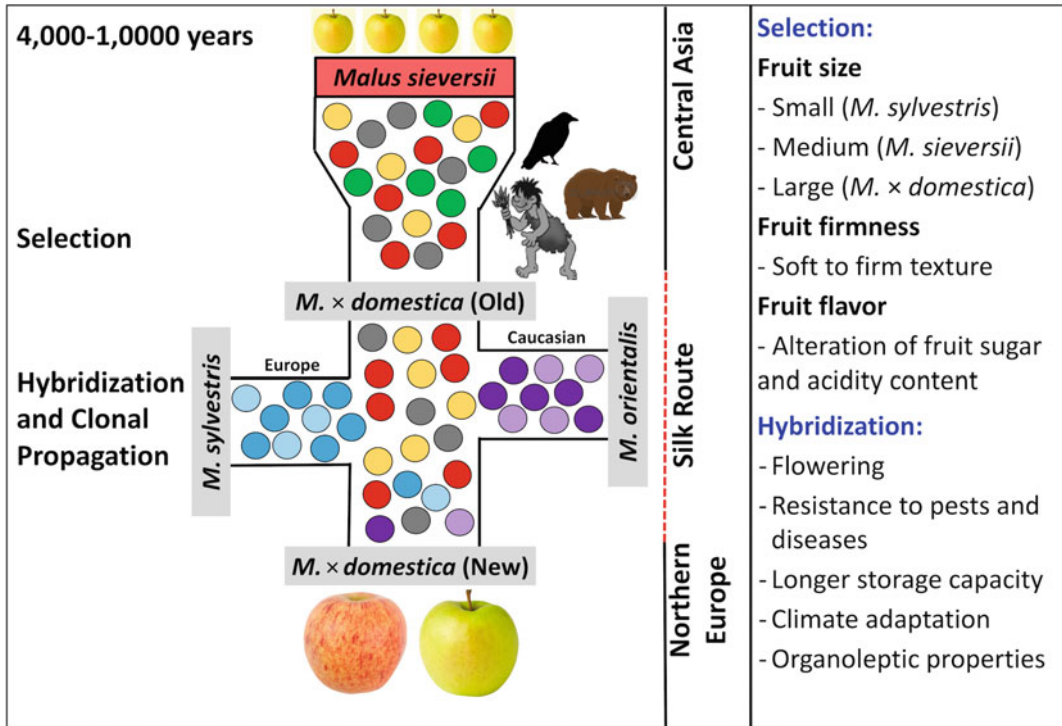 4,000-1,0000 years
Malus sieversii
Selection
M. × domestica (Old)
Europe
Caucasian
Hybridization
and Clonal
Propagation
M. sylvestris
M. orientalis
M. × domestica (New)
Central Asia
Silk Route
Northern
Europe
Selection:
Fruit size
- Small (M. sylvestris)
- Medium (M. sieversii)
- Large (M. × domestica)
Fruit firmness
- Soft to firm texture
Fruit flavor
- Alteration of fruit sugar
and acidity content
Hybridization:
- Flowering
- Resistance to pests and
diseases
- Longer storage capacity
- Climate adaptation
- Organoleptic properties